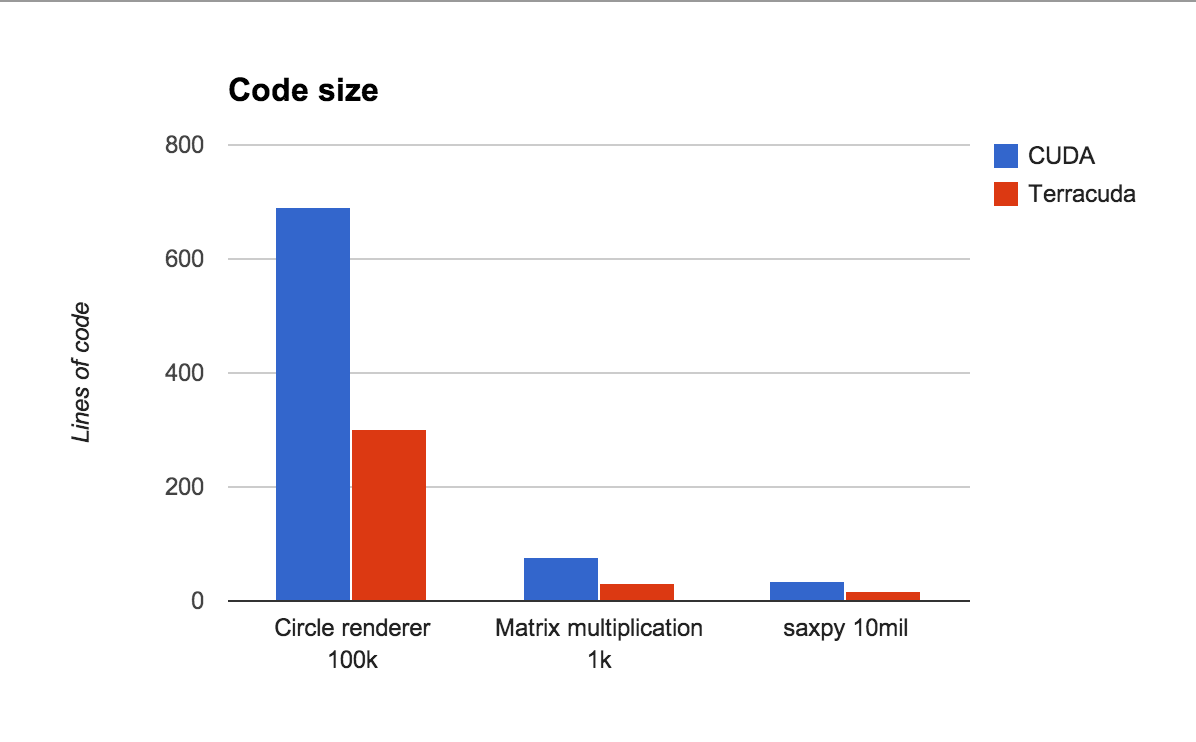 Code size
800
600
400
200
0
Lines of code
CUDA
Terracuda
Circle renderer
100k
Matrix multiplication
1k
saxpy 10mil